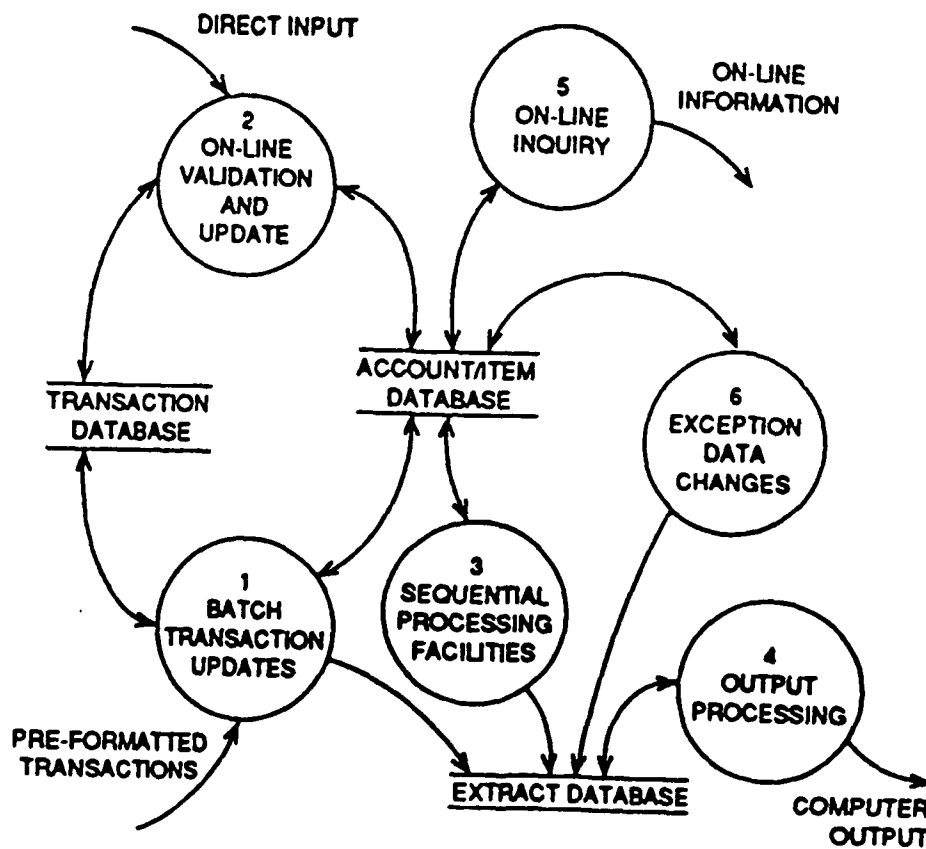 DIRECT INPUT
2
ON-LINE
VALIDATION
AND
UPDATE
5
ON-LINE
INQUIRY
ON-LINE
INFORMATION
TRANSACTION
DATABASE
ACCOUNT/ITEM
DATABASE
6
EXCEPTION
DATA
CHANGES
1
BATCH
TRANSACTION
UPDATES
3
SEQUENTIAL
PROCESSING
FACILITIES
4
OUTPUT
PROCESSING
PRE-FORMATTED
TRANSACTIONS
EXTRACT DATABASE
COMPUTER
OUTPUT